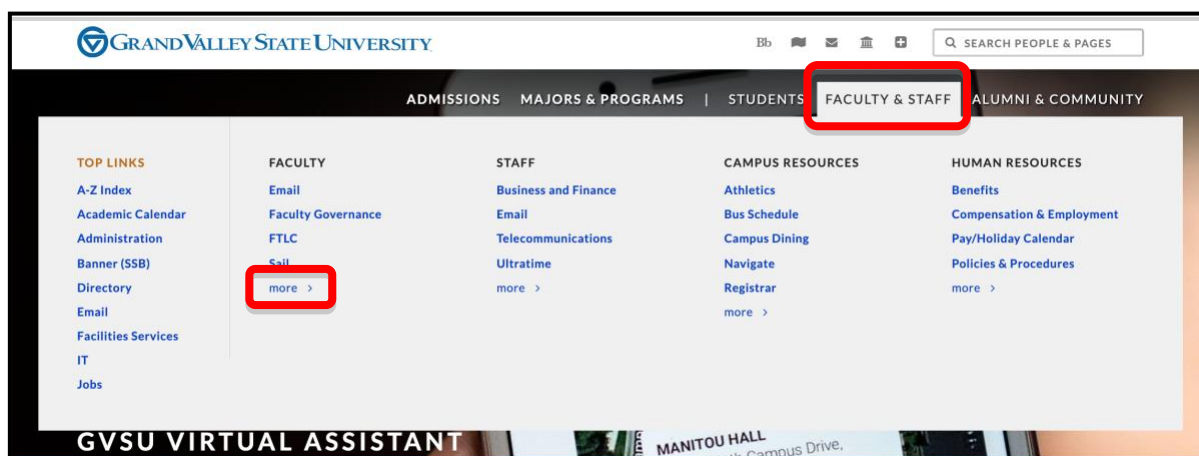 GRAND VALLEY STATE UNIVERSITY
Bb
SEARCH PEOPLE & PAGES
ADMISSIONS MAJORS & PROGRAMS | STUDENTS FACULTY & STAFF ALUMNI & COMMUNITY
TOP LINKS
A-Z Index
Academic Calendar
Administration
Banner (SSB)
Directory
Email
Facilities Services
IT
Jobs
FACULTY
Email
Faculty Governance
FTLC
Sail
more >
STAFF
Business and Finance
Email
Telecommunications
Ultratime
more >
CAMPUS RESOURCES
Athletics
Bus Schedule
Campus Dining
Navigate
Registrar
more >
HUMAN RESOURCES
Benefits
Compensation & Employment
Pay/Holiday Calendar
Policies & Procedures
more >
GVSU VIRTUAL ASSISTANT
MANITOU HALL
Campus Drive,